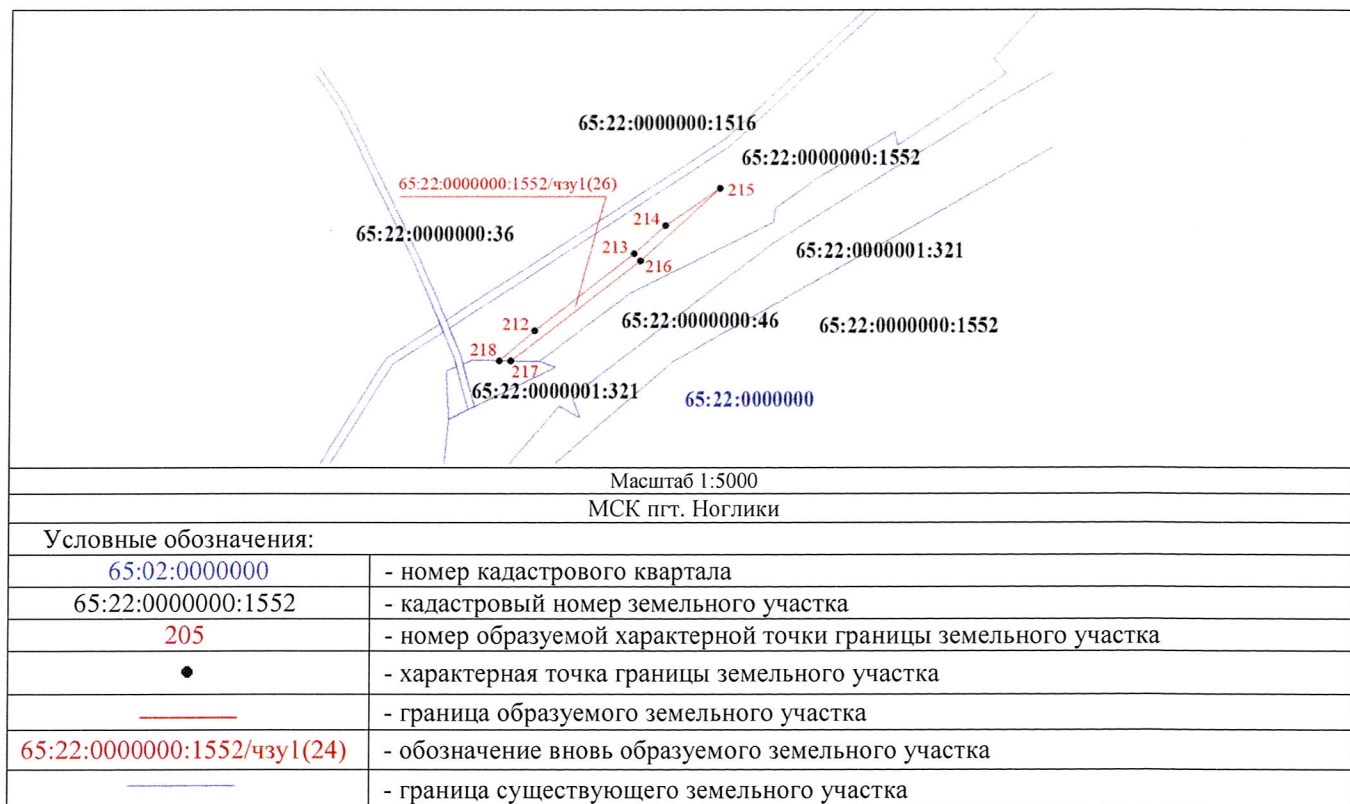 65:22:0000000:1516
65:22:0000000:1552
65:22:0000000:1552/чзу1(26)
215
214
65:22:0000000:36
213
65:22:0000001:321
216
65:22:0000000:46
65:22:0000000:1552
212
218
217
65:22:0000001:321
65:22:0000000
Масштаб 1:5000
МСК пгт. Ноглики
Условные обозначения:
65:02:0000000 - номер кадастрового квартала
65:22:0000000:1552 - кадастровый номер земельного участка
205 - номер образуемой характерной точки границы земельного участка
- характерная точка границы земельного участка
- граница образуемого земельного участка
65:22:0000000:1552/чзу1(24) - обозначение вновь образуемого земельного участка
- граница существующего земельного участка